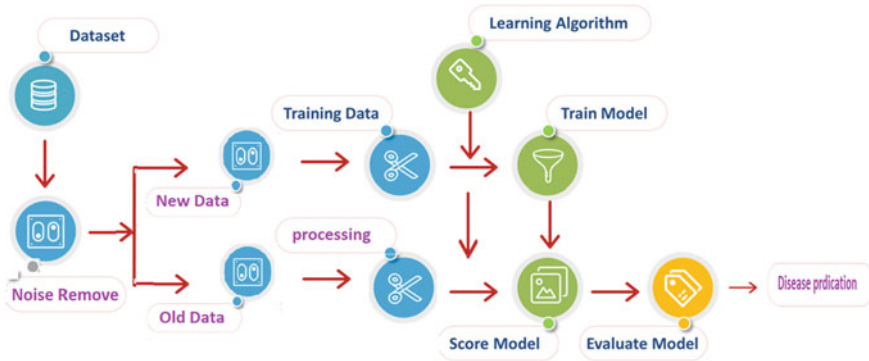 Dataset
Learning Algorithm
Training Data
Train Model
New Data
processing
Noise Remove
Old Data
Score Model
Evaluate Model
Disease prdication